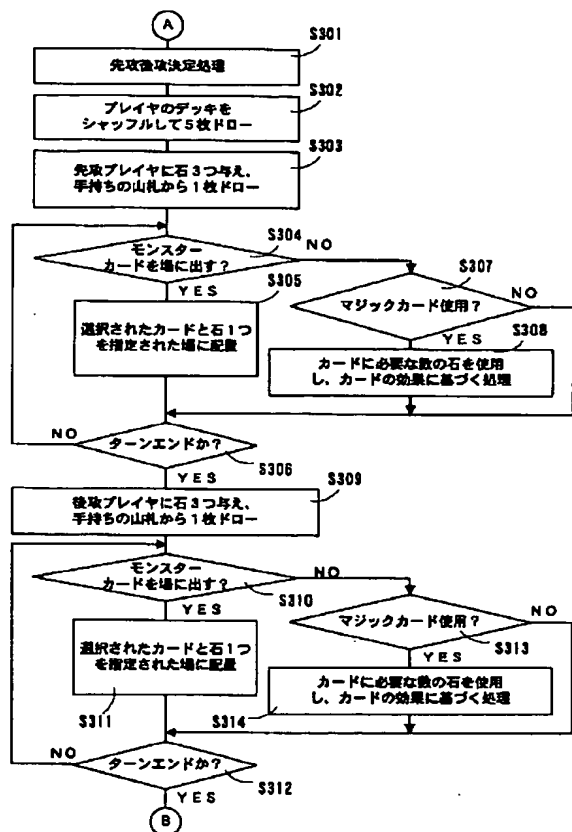 A
先攻後攻決定処理
S301
プレイヤのデッキを
シャッフルして5枚ドロー
S302
先攻プレイヤに石3つ与え、
手持ちの山札から1枚ドロー
S303
モンスター
カードを場に出す?
S304
NO
YES
選択されたカードと石1つ
を指定された場に配置
S305
マジックカード使用?
S307
NO
YES
カードに必要な数の石を使用
し、カードの効果に基づく処理
S308
NO
ターンエンドか?
S306
YES
後攻プレイヤに石3つ与え、
手持ちの山札から1枚ドロー
S309
モンスター
カードを場に出す?
S310
NO
YES
選択されたカードと石1つ
を指定された場に配置
S311
マジックカード使用?
S313
NO
YES
カードに必要な数の石を使用
し、カードの効果に基づく処理
S314
NO
ターンエンドか?
S312
YES
B